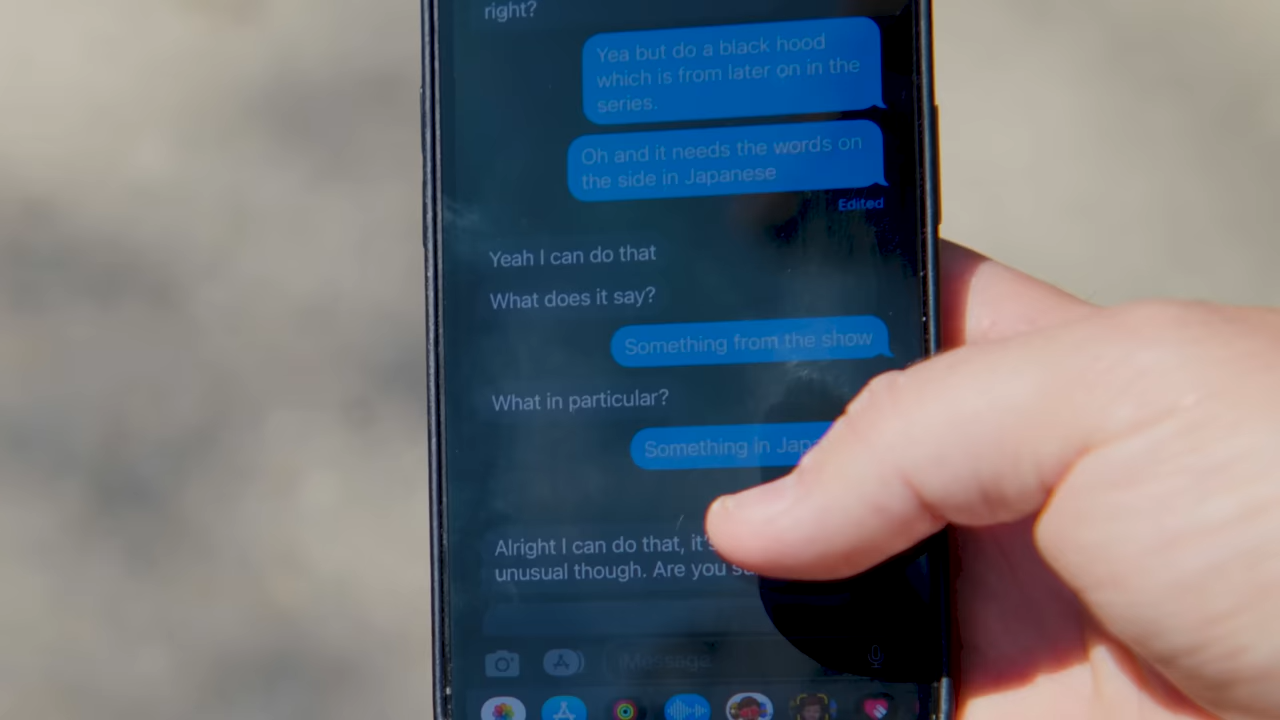 right?
Yea but do a black hood
which is from later on in the
series.
Oh and it needs the words on
the side in Japanese
Edited
Yeah I can do that
What does it say?
Something from the show
What in particular?
Something in
Alright I can do that,
unusual though. Are you
iMessage